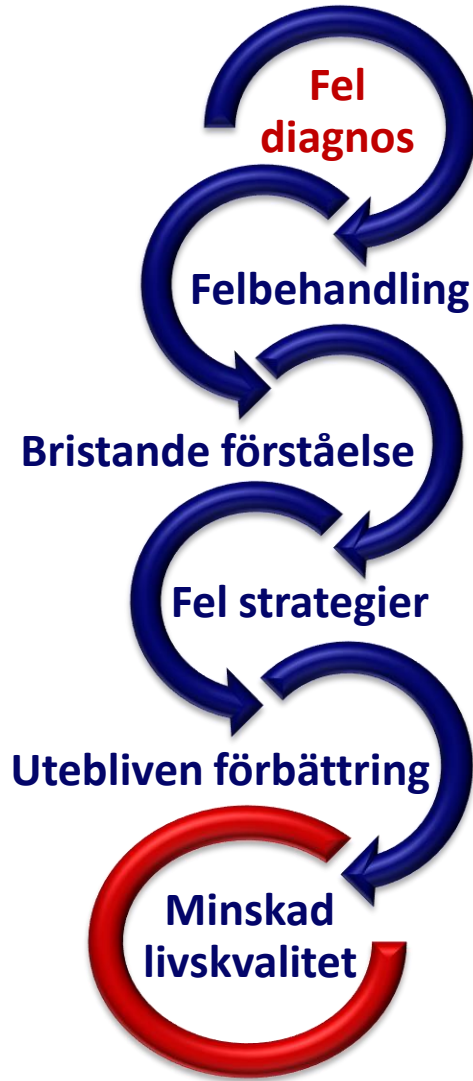 Fel
diagnos
Felbehandling
Bristande förståelse
Fel strategier
Utebliven förbättring
Minskad
livskvalitet